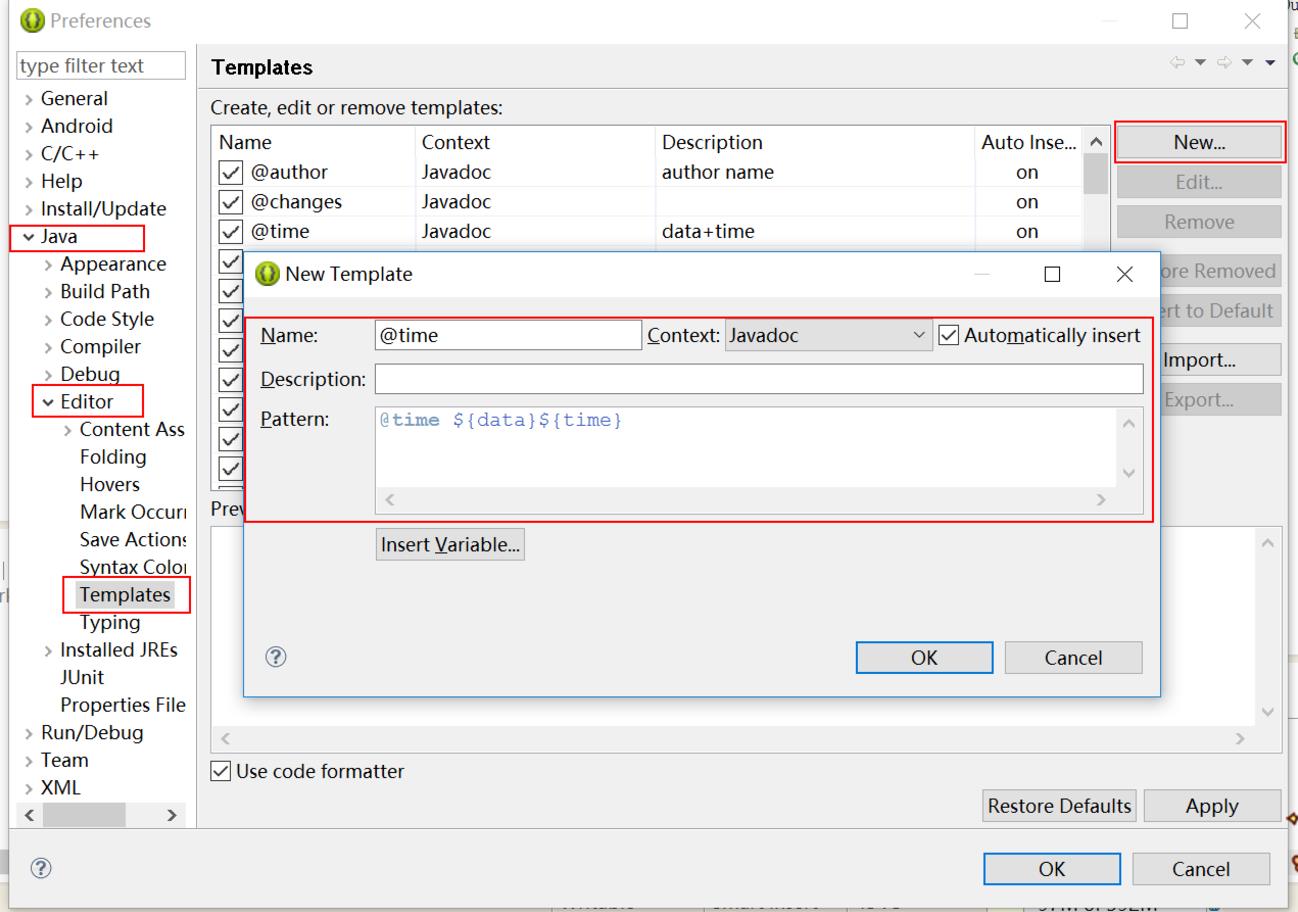 Preferences
type filter text
General
Android
C/C++
Help
Install/Update
Java
Appearance
Build Path
Code Style
Compiler
Debug
Editor
Content Ass
Folding
Hovers
Mark Occurr
Save Actions
Syntax Color
Templates
Typing
Installed JREs
JUnit
Properties File
Run/Debug
Team
XML
Templates
Create, edit or remove templates:
Name Context Description Auto Inse...
@author Javadoc author name on
@changes Javadoc on
@time Javadoc data+time on
New...
Edit...
Remove
ore Removed
ert to Default
Import...
Export...
New Template
Name: @time Context: Javadoc Automatically insert
Description:
Pattern: @time ${data}${time}
Insert Variable...
OK Cancel
Prev
Use code formatter
Restore Defaults Apply
OK Cancel